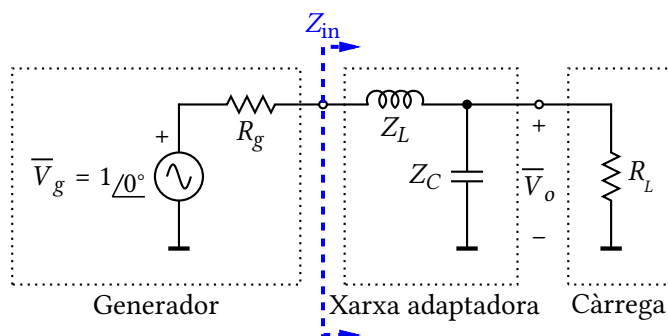 Z_in
+
R_g
Z_L
V̅_g = 1 /0°
Z_C
+
V̅_o
−
R_L
Generador
Xarxa adaptadora
Càrrega